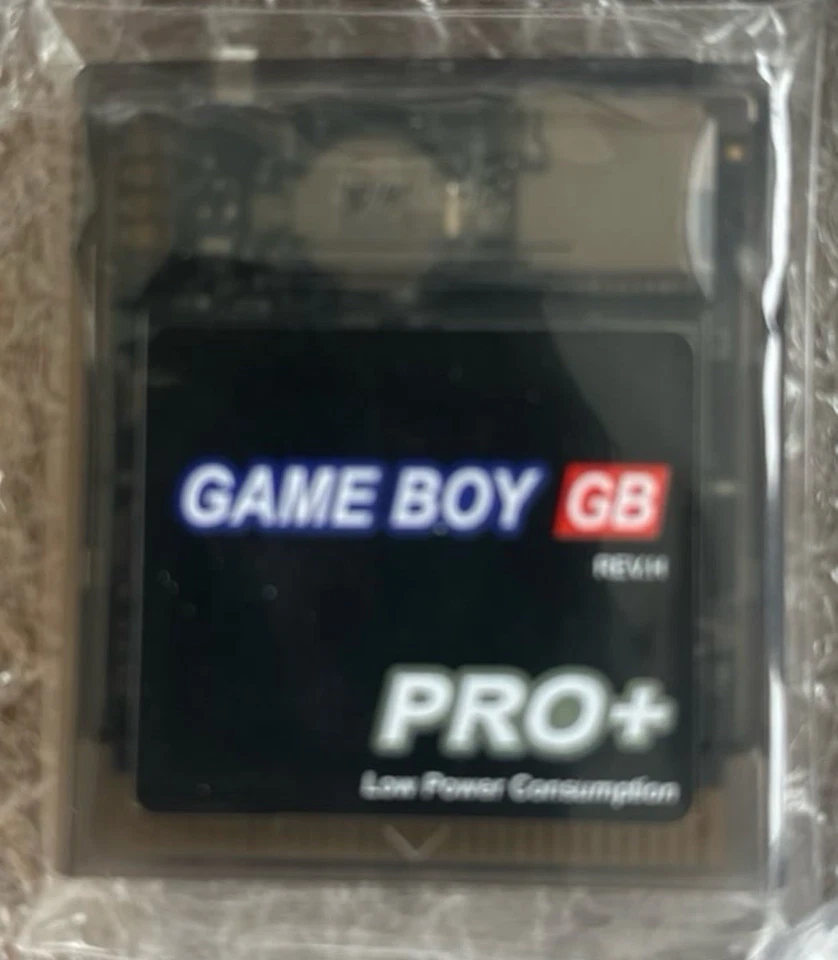 GAME BOY GB
REV.H
PRO+
Low Power Consumption